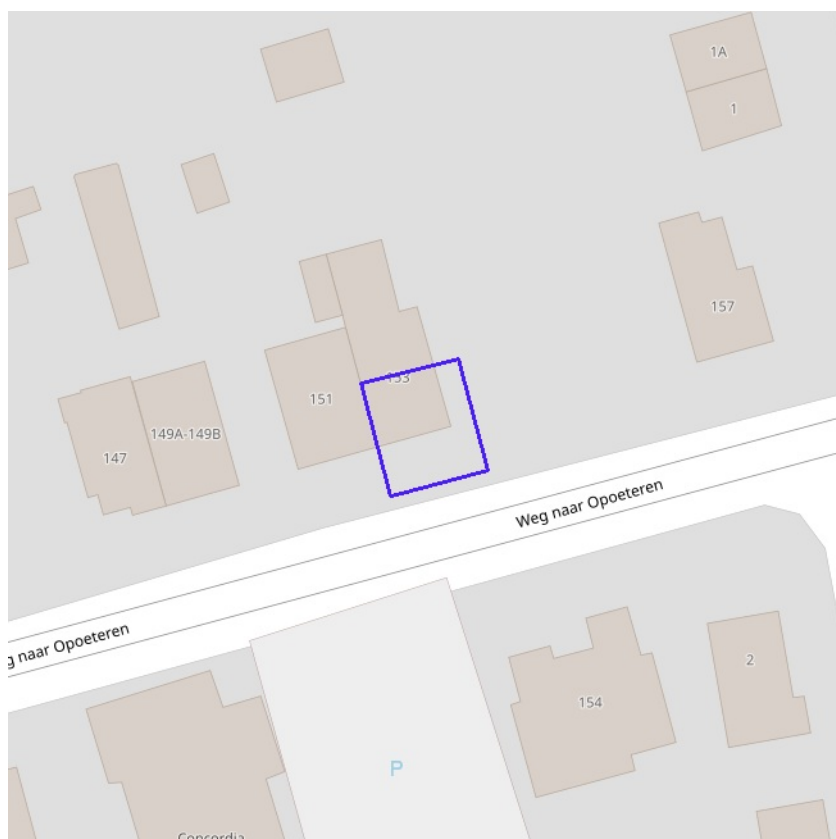 1A
1
157
153
151
149A-149B
147
Weg naar Opoeteren
g naar Opoeteren
2
154
P
Concordia